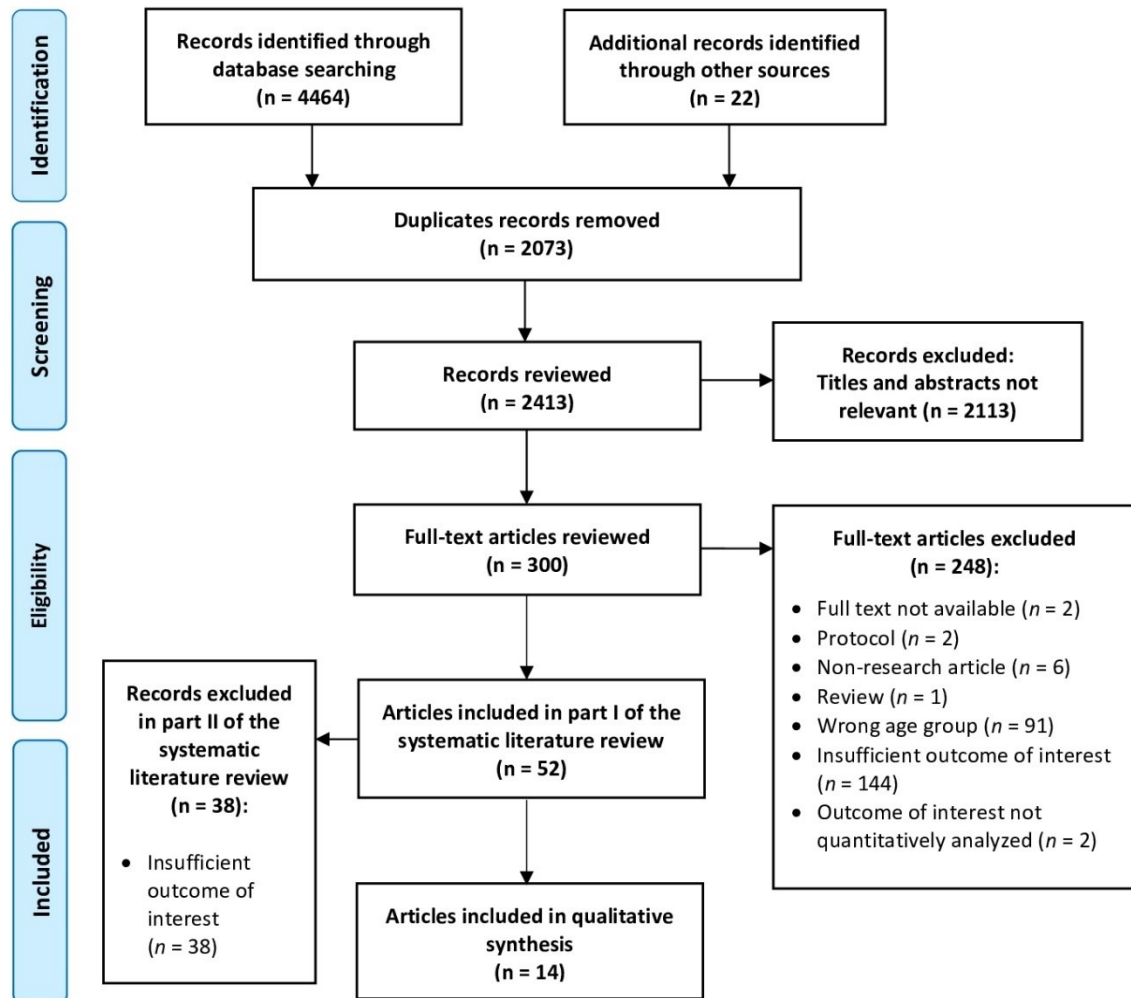 Identification
Records identified through
database searching
(n = 4464)
Additional records identified
through other sources
(n = 22)
Duplicates records removed
(n = 2073)
Screening
Records reviewed
(n = 2413)
Records excluded:
Titles and abstracts not
relevant (n = 2113)
Eligibility
Full-text articles reviewed
(n = 300)
Full-text articles excluded
(n = 248):
• Full text not available (n = 2)
• Protocol (n = 2)
• Non-research article (n = 6)
• Review (n = 1)
• Wrong age group (n = 91)
• Insufficient outcome of interest
(n = 144)
• Outcome of interest not
quantitatively analyzed (n = 2)
Records excluded
in part II of the
systematic
literature review
(n = 38):
• Insufficient
outcome of
interest
(n = 38)
Articles included in part I of the
systematic literature review
(n = 52)
Included
Articles included in qualitative
synthesis
(n = 14)